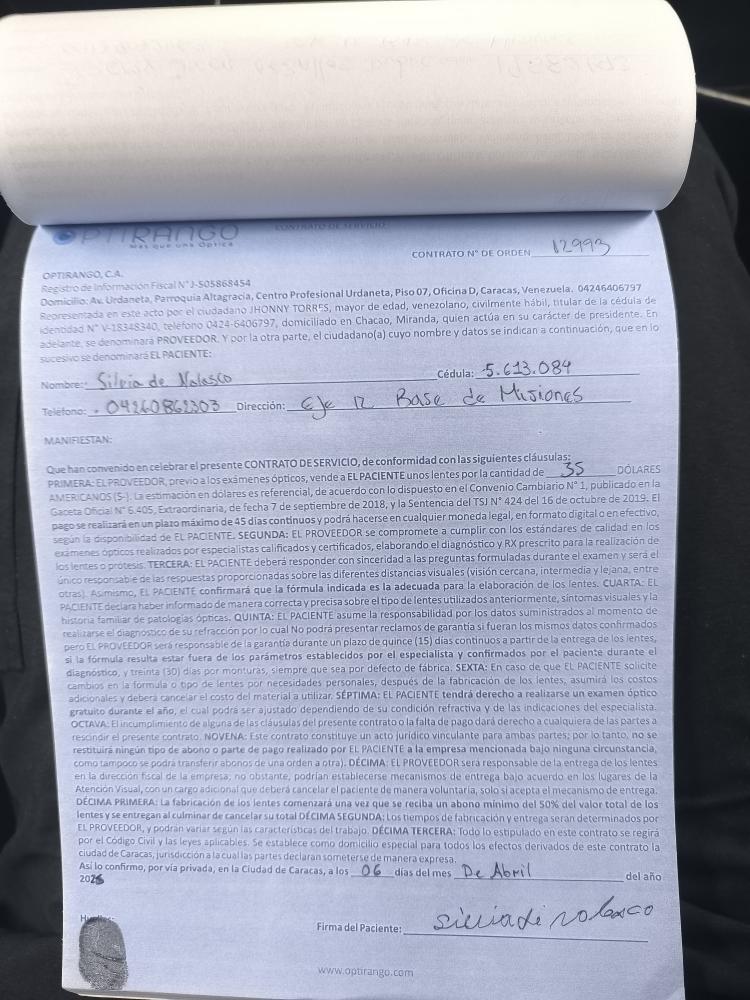 OPTIRANGO
Más que una Óptica
CONTRATO DE SERVICIO
CONTRATO N° DE ORDEN 12993
OPTIRANGO, C.A.
Registro de Información Fiscal N° J-505868454
Domicilio: Av. Urdaneta, Parroquia Altagracia, Centro Profesional Urdaneta, Piso 07, Oficina D, Caracas, Venezuela. 04246406797
Representada en este acto por el ciudadano JHONNY TORRES, mayor de edad, venezolano, civilmente hábil, titular de la cédula de
identidad N° V-18348340, teléfono 0424-6406797, domiciliado en Chacao, Miranda, quien actúa en su carácter de presidente. En
adelante, se denominará PROVEEDOR. Y por la otra parte, el ciudadano(a) cuyo nombre y datos se indican a continuación, que en lo
sucesivo se denominará EL PACIENTE:
Nombre: Silvia de Nolasco Cédula: 5.613.084
Teléfono: 04260862303 Dirección: Eje 12 Base de Misiones
MANIFIESTAN:
Que han convenido en celebrar el presente CONTRATO DE SERVICIO, de conformidad con las siguientes cláusulas:
PRIMERA: EL PROVEEDOR, previo a los exámenes ópticos, vende a EL PACIENTE unos lentes por la cantidad de 35 DÓLARES
AMERICANOS (S-). La estimación en dólares es referencial, de acuerdo con lo dispuesto en el Convenio Cambiario N° 1, publicado en
Gaceta Oficial N° 6.405, Extraordinaria, de fecha 7 de septiembre de 2018, y la Sentencia del TSJ N° 424 del 16 de octubre de 2019. El
pago se realizará en un plazo máximo de 45 días continuos y podrá hacerse en cualquier moneda legal, en formato digital o en efectivo,
según la disponibilidad de EL PACIENTE. SEGUNDA: EL PROVEEDOR se compromete a cumplir con los estándares de calidad en los
exámenes ópticos realizados por especialistas calificados y certificados, elaborando el diagnóstico y RX prescrito para la realización de
los lentes o prótesis. TERCERA: EL PACIENTE deberá responder con sinceridad a las preguntas formuladas durante el examen y será el
único responsable de las respuestas proporcionadas sobre las diferentes distancias visuales (visión cercana, intermedia y lejana, entre
otras). Asimismo, EL PACIENTE confirmará que la fórmula indicada es la adecuada para la elaboración de los lentes. CUARTA: EL
PACIENTE declara haber informado de manera correcta y precisa sobre el tipo de lentes utilizados anteriormente, síntomas visuales y la
historia familiar de patologías ópticas. QUINTA: EL PACIENTE asume la responsabilidad por los datos suministrados al momento de
realizarse el diagnóstico de su refracción por lo cual No podrá presentar reclamos de garantía si fueran los mismos datos confirmados
pero EL PROVEEDOR será responsable de la garantía durante un plazo de quince (15) días continuos a partir de la entrega de los lentes,
si la fórmula resulta estar fuera de los parámetros establecidos por el especialista y confirmados por el paciente durante el
diagnóstico, y treinta (30) días por monturas, siempre que sea por defecto de fábrica. SEXTA: En caso de que EL PACIENTE solicite
cambios en la formula o tipo de lentes por necesidades personales, después de la fabricación de los lentes, asumirá los costos
adicionales y deberá cancelar el costo del material a utilizar. SÉPTIMA: EL PACIENTE tendrá derecho a realizarse un examen óptico
gratuito durante el año, el cual podrá ser ajustado dependiendo de su condición refractiva y de las indicaciones del especialista.
OCTAVA: El incumplimiento de alguna de las cláusulas del presente contrato o la falta de pago dará derecho a cualquiera de las partes a
rescindir el presente contrato. NOVENA: Este contrato constituye un acto jurídico vinculante para ambas partes; por lo tanto, no se
restituirá ningún tipo de abono o parte de pago realizado por EL PACIENTE a la empresa mencionada bajo ninguna circunstancia,
como tampoco se podrá transferir abonos de una orden a otra). DÉCIMA: EL PROVEEDOR será responsable de la entrega de los lentes
en la dirección fiscal de la empresa; no obstante, podrían establecerse mecanismos de entrega bajo acuerdo en los lugares de la
Atención Visual, con un cargo adicional que deberá cancelar el paciente de manera voluntaria, solo si acepta el mecanismo de entrega.
DÉCIMA PRIMERA: La fabricación de los lentes comenzará una vez que se reciba un abono mínimo del 50% del valor total de los
lentes y se entregan al culminar de cancelar su total DÉCIMA SEGUNDA: Los tiempos de fabricación y entrega serán determinados por
EL PROVEEDOR, y podrán variar según las características del trabajo. DÉCIMA TERCERA: Todo lo estipulado en este contrato se regirá
por el Código Civil y las leyes aplicables. Se establece como domicilio especial para todos los efectos derivados de este contrato la
ciudad de Caracas, jurisdicción a la cual las partes declaran someterse de manera expresa.
Así lo confirmo, por vía privada, en la Ciudad de Caracas, a los 06 días del mes De Abril del año
202
Firma del Paciente: silvia de nolasco
www.optirango.com